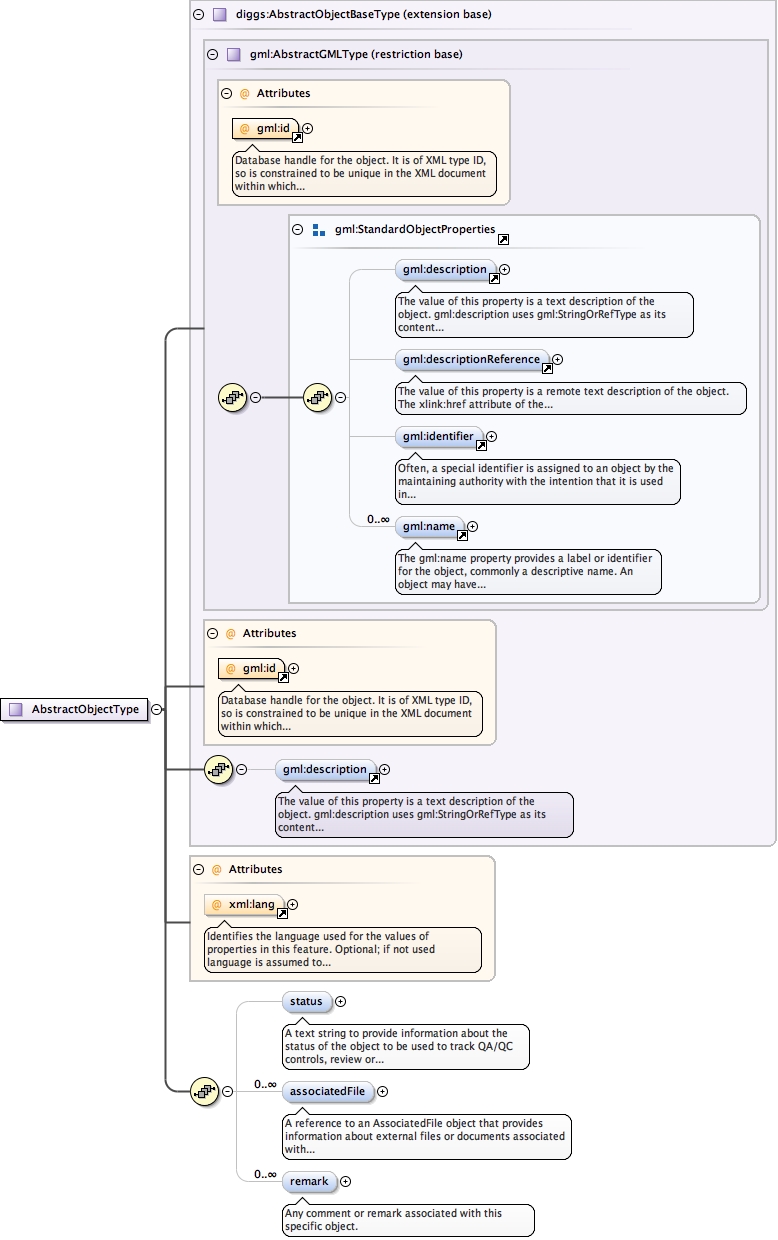 diggs:AbstractObjectBaseType (extension base)
gml:AbstractGMLType (restriction base)
@ Attributes
@ gml:id
Database handle for the object. It is of XML type ID,
so is constrained to be unique in the XML document
within which...
gml:StandardObjectProperties
gml:description
The value of this property is a text description of the
object. gml:description uses gml:StringOrRefType as its
content...
gml:descriptionReference
The value of this property is a remote text description of the object.
The xlink:href attribute of the...
gml:identifier
Often, a special identifier is assigned to an object by the
maintaining authority with the intention that it is used
in...
0..∞
gml:name
The gml:name property provides a label or identifier
for the object, commonly a descriptive name. An
object may have...
@ Attributes
@ gml:id
Database handle for the object. It is of XML type ID,
so is constrained to be unique in the XML document
within which...
AbstractObjectType
gml:description
The value of this property is a text description of the
object. gml:description uses gml:StringOrRefType as its
content...
@ Attributes
@ xml:lang
Identifies the language used for the values of
properties in this feature. Optional; if not used
language is assumed to...
status
A text string to provide information about the
status of the object to be used to track QA/QC
controls, review or...
0..∞
associatedFile
A reference to an AssociatedFile object that provides
information about external files or documents associated
with...
0..∞
remark
Any comment or remark associated with this
specific object.